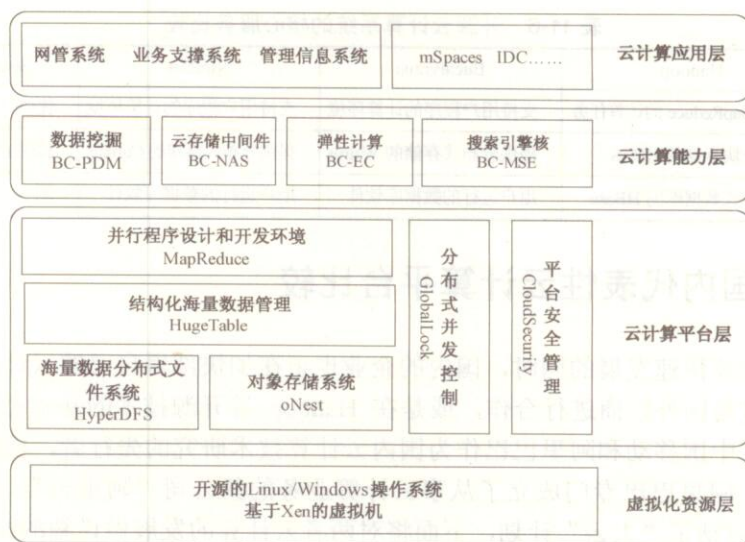 网管系统 业务支撑系统 管理信息系统
mSpaces IDC……
云计算应用层
数据挖掘
BC-PDM
云存储中间件
BC-NAS
弹性计算
BC-EC
搜索引擎核
BC-MSE
云计算能力层
并行程序设计和开发环境
MapReduce
结构化海量数据管理
HugeTable
海量数据分布式文
件系统
HyperDFS
对象存储系统
oNest
分布式并发控制
GlobalLock
平台安全管理
CloudSecurity
云计算平台层
开源的Linux/Windows操作系统
基于Xen的虚拟机
虚拟化资源层